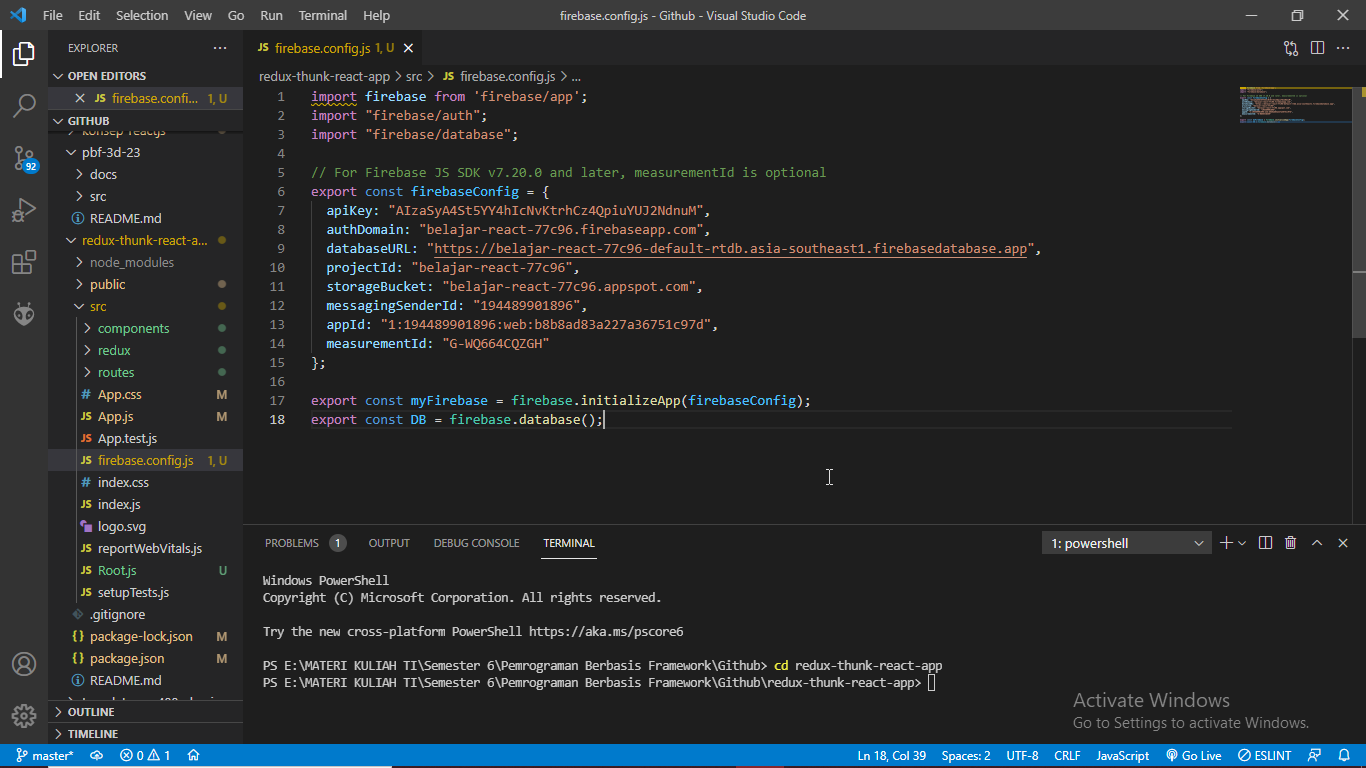 File Edit Selection View Go Run Terminal Help
firebase.config.js - Github - Visual Studio Code
EXPLORER
OPEN EDITORS
JS firebase.confi... 1, U
GITHUB
konsep reactjs
pbf-3d-23
docs
src
README.md
redux-thunk-react-a...
node_modules
public
src
components
redux
routes
# App.css M
JS App.js M
JS App.test.js
JS firebase.config.js 1, U
# index.css
JS index.js
logo.svg
JS reportWebVitals.js
JS Root.js U
JS setupTests.js
.gitignore
{} package-lock.json M
{} package.json M
README.md
OUTLINE
TIMELINE
92
JS firebase.config.js 1, U
redux-thunk-react-app > src > JS firebase.config.js > ...
1 import firebase from 'firebase/app';
2 import "firebase/auth";
3 import "firebase/database";
4
5 // For Firebase JS SDK v7.20.0 and later, measurementId is optional
6 export const firebaseConfig = {
7 apiKey: "AIzaSyA4St5YY4hIcNvKtrhCz4QpiuYUJ2NdnuM",
8 authDomain: "belajar-react-77c96.firebaseapp.com",
9 databaseURL: "https://belajar-react-77c96-default-rtdb.asia-southeast1.firebasedatabase.app",
10 projectId: "belajar-react-77c96",
11 storageBucket: "belajar-react-77c96.appspot.com",
12 messagingSenderId: "194489901896",
13 appId: "1:194489901896:web:b8b8ad83a227a36751c97d",
14 measurementId: "G-WQ664CQZGH"
15 };
16
17 export const myFirebase = firebase.initializeApp(firebaseConfig);
18 export const DB = firebase.database();
PROBLEMS 1 OUTPUT DEBUG CONSOLE TERMINAL
1: powershell
Windows PowerShell
Copyright (C) Microsoft Corporation. All rights reserved.
Try the new cross-platform PowerShell https://aka.ms/pscore6
PS E:\MATERI KULIAH TI\Semester 6\Pemrograman Berbasis Framework\Github> cd redux-thunk-react-app
PS E:\MATERI KULIAH TI\Semester 6\Pemrograman Berbasis Framework\Github\redux-thunk-react-app>
Activate Windows
Go to Settings to activate Windows.
master* 0 1
Ln 18, Col 39 Spaces: 2 UTF-8 CRLF JavaScript Go Live ESLINT